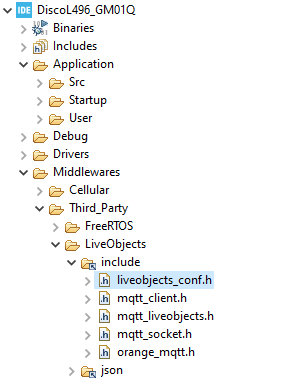 IDE DiscoL496_GM01Q
Binaries
Includes
Application
Src
Startup
User
Debug
Drivers
Middlewares
Cellular
Third_Party
FreeRTOS
LiveObjects
include
liveobjects_conf.h
mqtt_client.h
mqtt_liveobjects.h
mqtt_socket.h
orange_mqtt.h
json